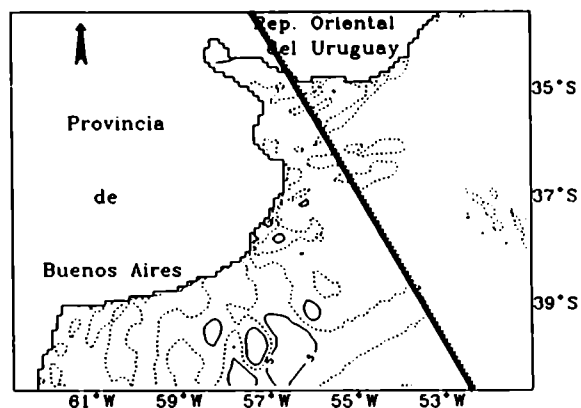 Rep. Oriental
del Uruguay
35°S
Provincia
de
37°S
Buenos Aires
39°S
61°W 59°W 57°W 55°W 53°W